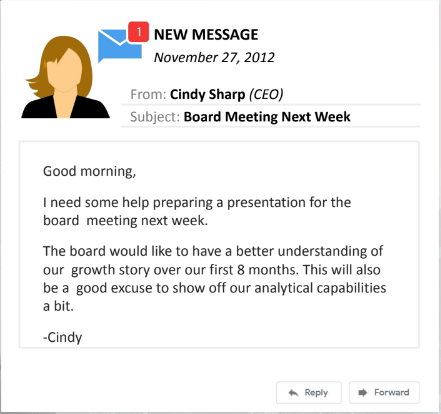 1
NEW MESSAGE
November 27, 2012
From: Cindy Sharp (CEO)
Subject: Board Meeting Next Week
Good morning,
I need some help preparing a presentation for the
board meeting next week.
The board would like to have a better understanding of
our growth story over our first 8 months. This will also
be a good excuse to show off our analytical capabilities
a bit.
-Cindy
Reply
Forward